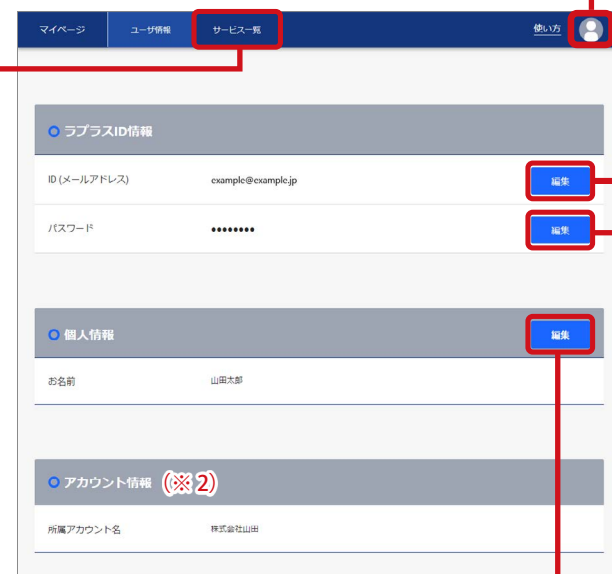 マイページ ユーザ情報 サービス一覧 使い方
ラプラスID情報
ID (メールアドレス) example@example.jp 編集
パスワード •••••••• 編集
個人情報 編集
お名前 山田太郎
アカウント情報 (※2)
所属アカウント名 株式会社山田